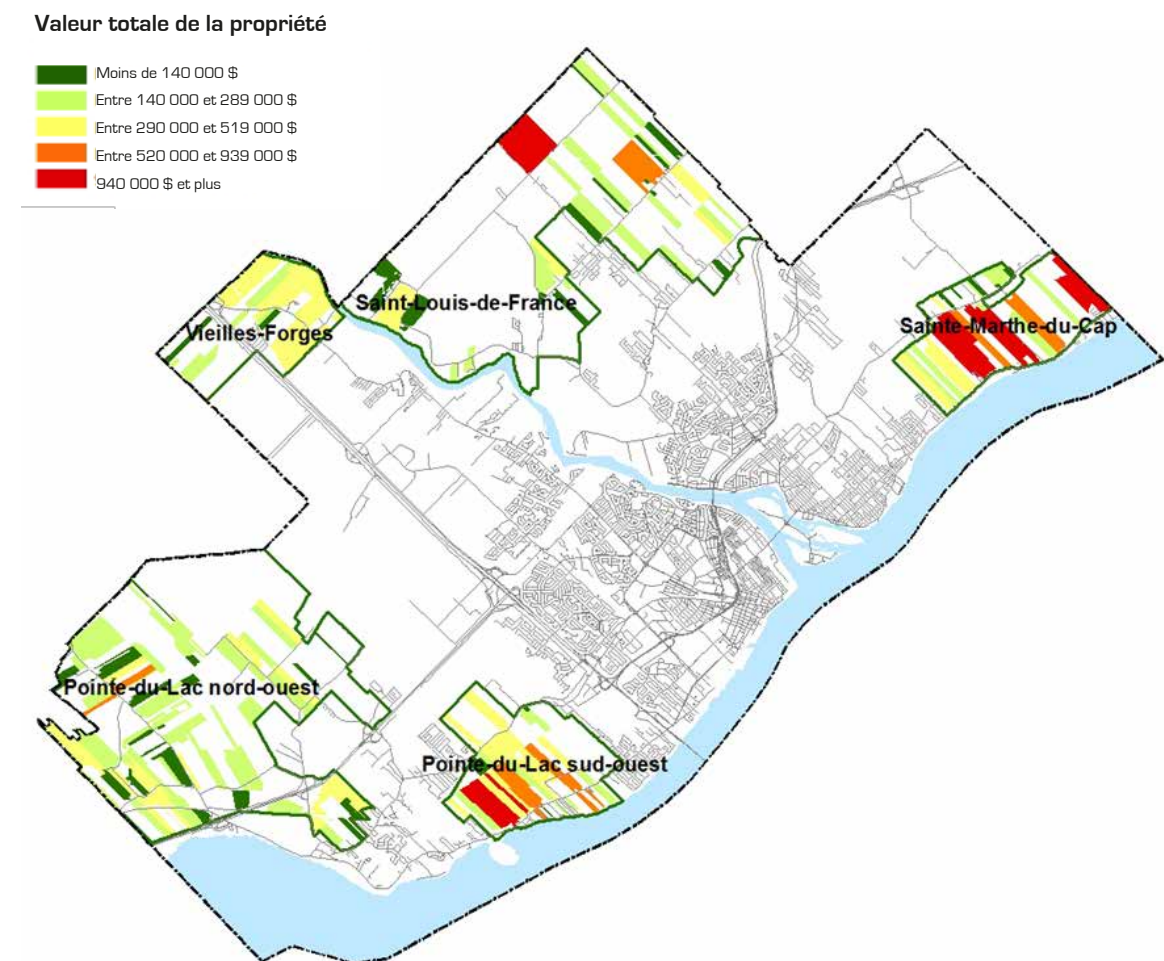 Valeur totale de la propriété
Moins de 140 000 $
Entre 140 000 et 289 000 $
Entre 290 000 et 519 000 $
Entre 520 000 et 939 000 $
940 000 $ et plus
Saint-Louis-de-France
Vieilles-Forges
Sainte-Marthe-du-Cap
Pointe-du-Lac nord-ouest
Pointe-du-Lac sud-ouest